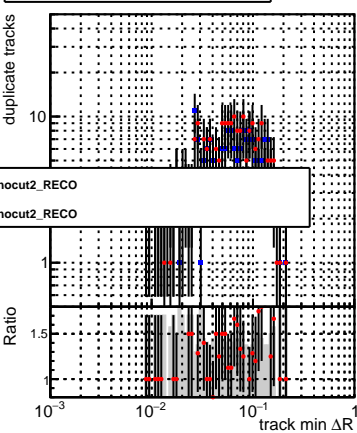 duplicate tracks
10
nocut2_RECO
nocut2_RECO
1
Ratio
1.5
1
10−3
10−2
10−1
1
track min ΔR